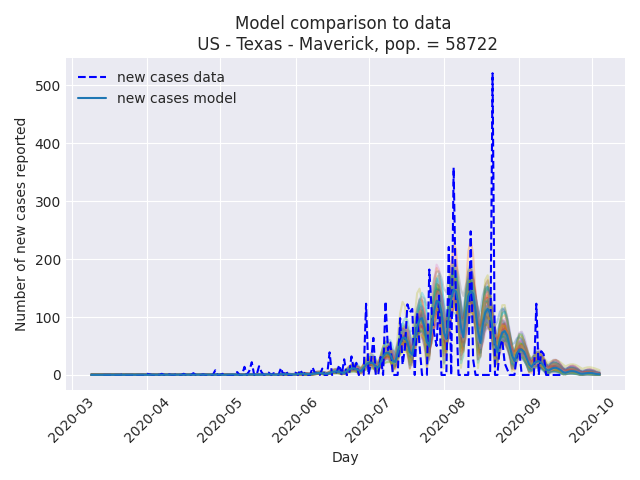 Model comparison to data
US - Texas - Maverick, pop. = 58722
new cases data
new cases model
Number of new cases reported
500
400
300
200
100
0
2020-03
2020-04
2020-05
2020-06
2020-07
2020-08
2020-09
2020-10
Day